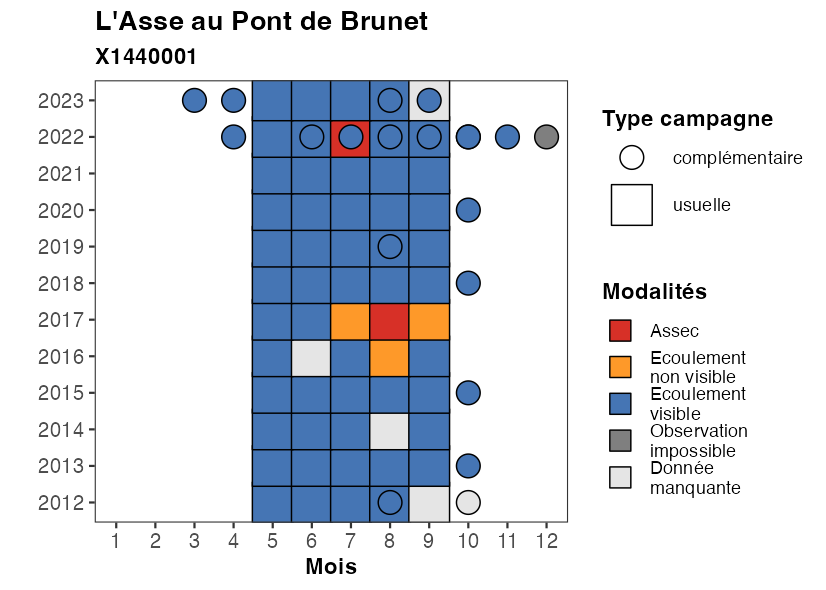 L'Asse au Pont de Brunet
X1440001
2023
2022
2021
2020
2019
2018
2017
2016
2015
2014
2013
2012
1 2 3 4 5 6 7 8 9 10 11 12
Mois
Type campagne
complémentaire
usuelle
Modalités
Assec
Ecoulement
non visible
Ecoulement
visible
Observation
impossible
Donnée
manquante